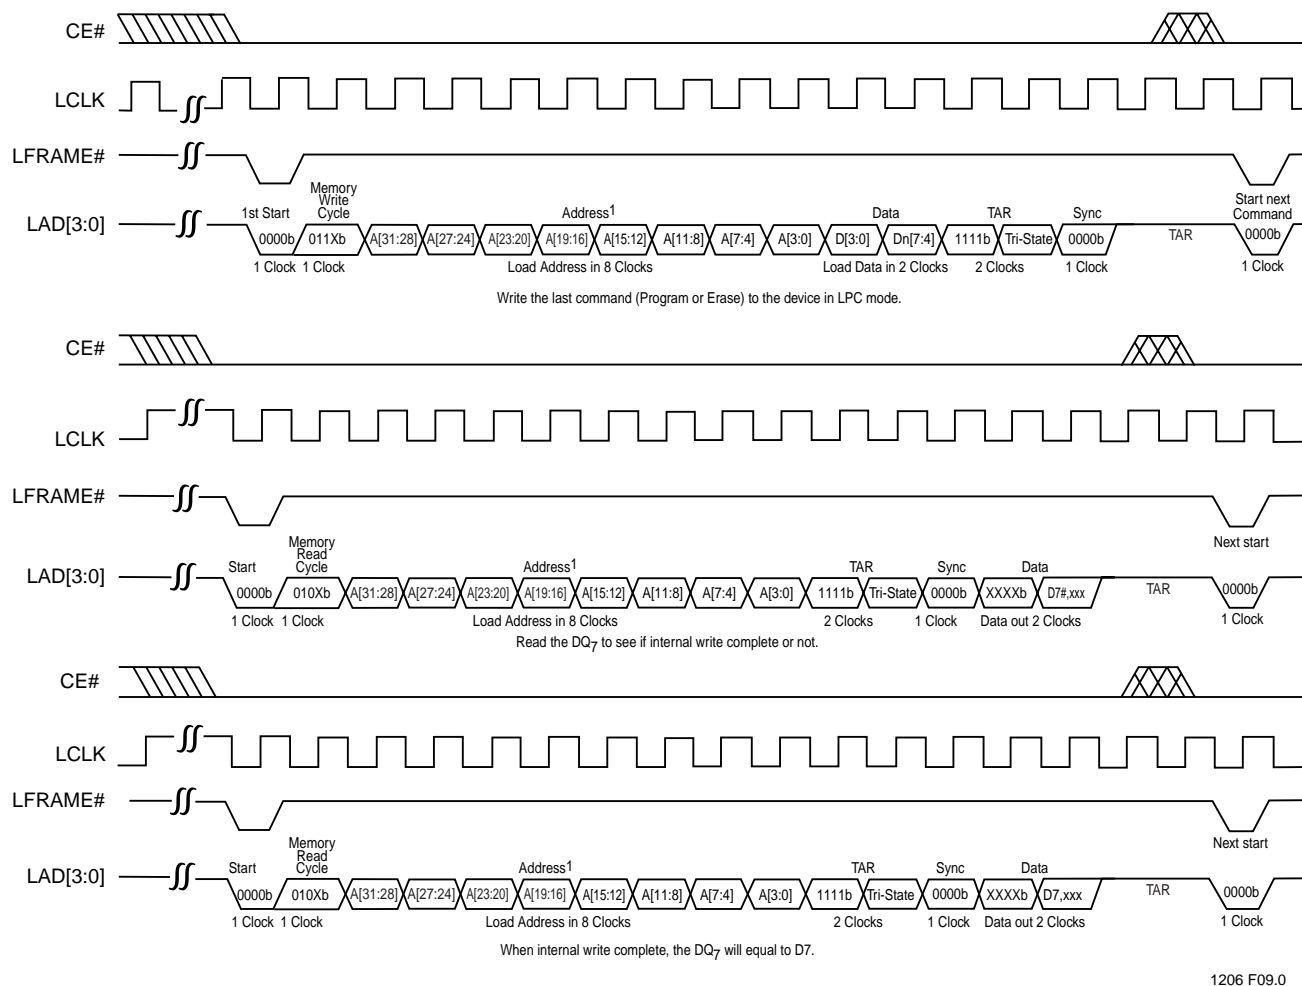 CE#
LCLK
LFRAME#
Memory
Write
Cycle
1st Start
Address1
Data
TAR
Sync
Start next
Command
LAD[3:0]
0000b 011Xb A[31:28] A[27:24] A[23:20] A[19:16] A[15:12] A[11:8] A[7:4] A[3:0] D[3:0] Dn[7:4] 1111b Tri-State 0000b TAR 0000b
1 Clock 1 Clock Load Address in 8 Clocks Load Data in 2 Clocks 2 Clocks 1 Clock 1 Clock
Write the last command (Program or Erase) to the device in LPC mode.
CE#
LCLK
LFRAME#
Next start
Memory
Read
Cycle
Start
Address1
TAR
Sync
Data
LAD[3:0]
0000b 010Xb A[31:28] A[27:24] A[23:20] A[19:16] A[15:12] A[11:8] A[7:4] A[3:0] 1111b Tri-State 0000b XXXXb D7#,xxx TAR 0000b
1 Clock 1 Clock Load Address in 8 Clocks 2 Clocks 1 Clock Data out 2 Clocks 1 Clock
Read the DQ7 to see if internal write complete or not.
CE#
LCLK
LFRAME#
Next start
Memory
Read
Cycle
Start
Address1
TAR
Sync
Data
LAD[3:0]
0000b 010Xb A[31:28] A[27:24] A[23:20] A[19:16] A[15:12] A[11:8] A[7:4] A[3:0] 1111b Tri-State 0000b XXXXb D7,xxx TAR 0000b
1 Clock 1 Clock Load Address in 8 Clocks 2 Clocks 1 Clock Data out 2 Clocks 1 Clock
When internal write complete, the DQ7 will equal to D7.
1206 F09.0